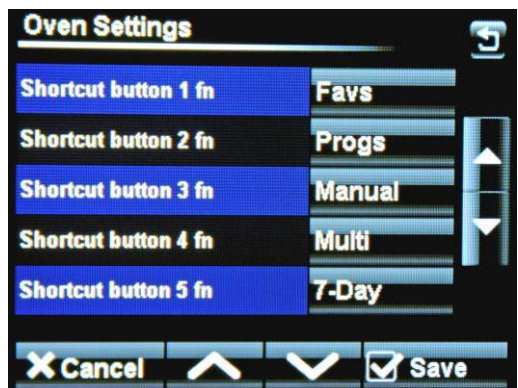 Oven Settings
Shortcut button 1 fn Favs
Shortcut button 2 fn Progs
Shortcut button 3 fn Manual
Shortcut button 4 fn Multi
Shortcut button 5 fn 7-Day
Cancel Save